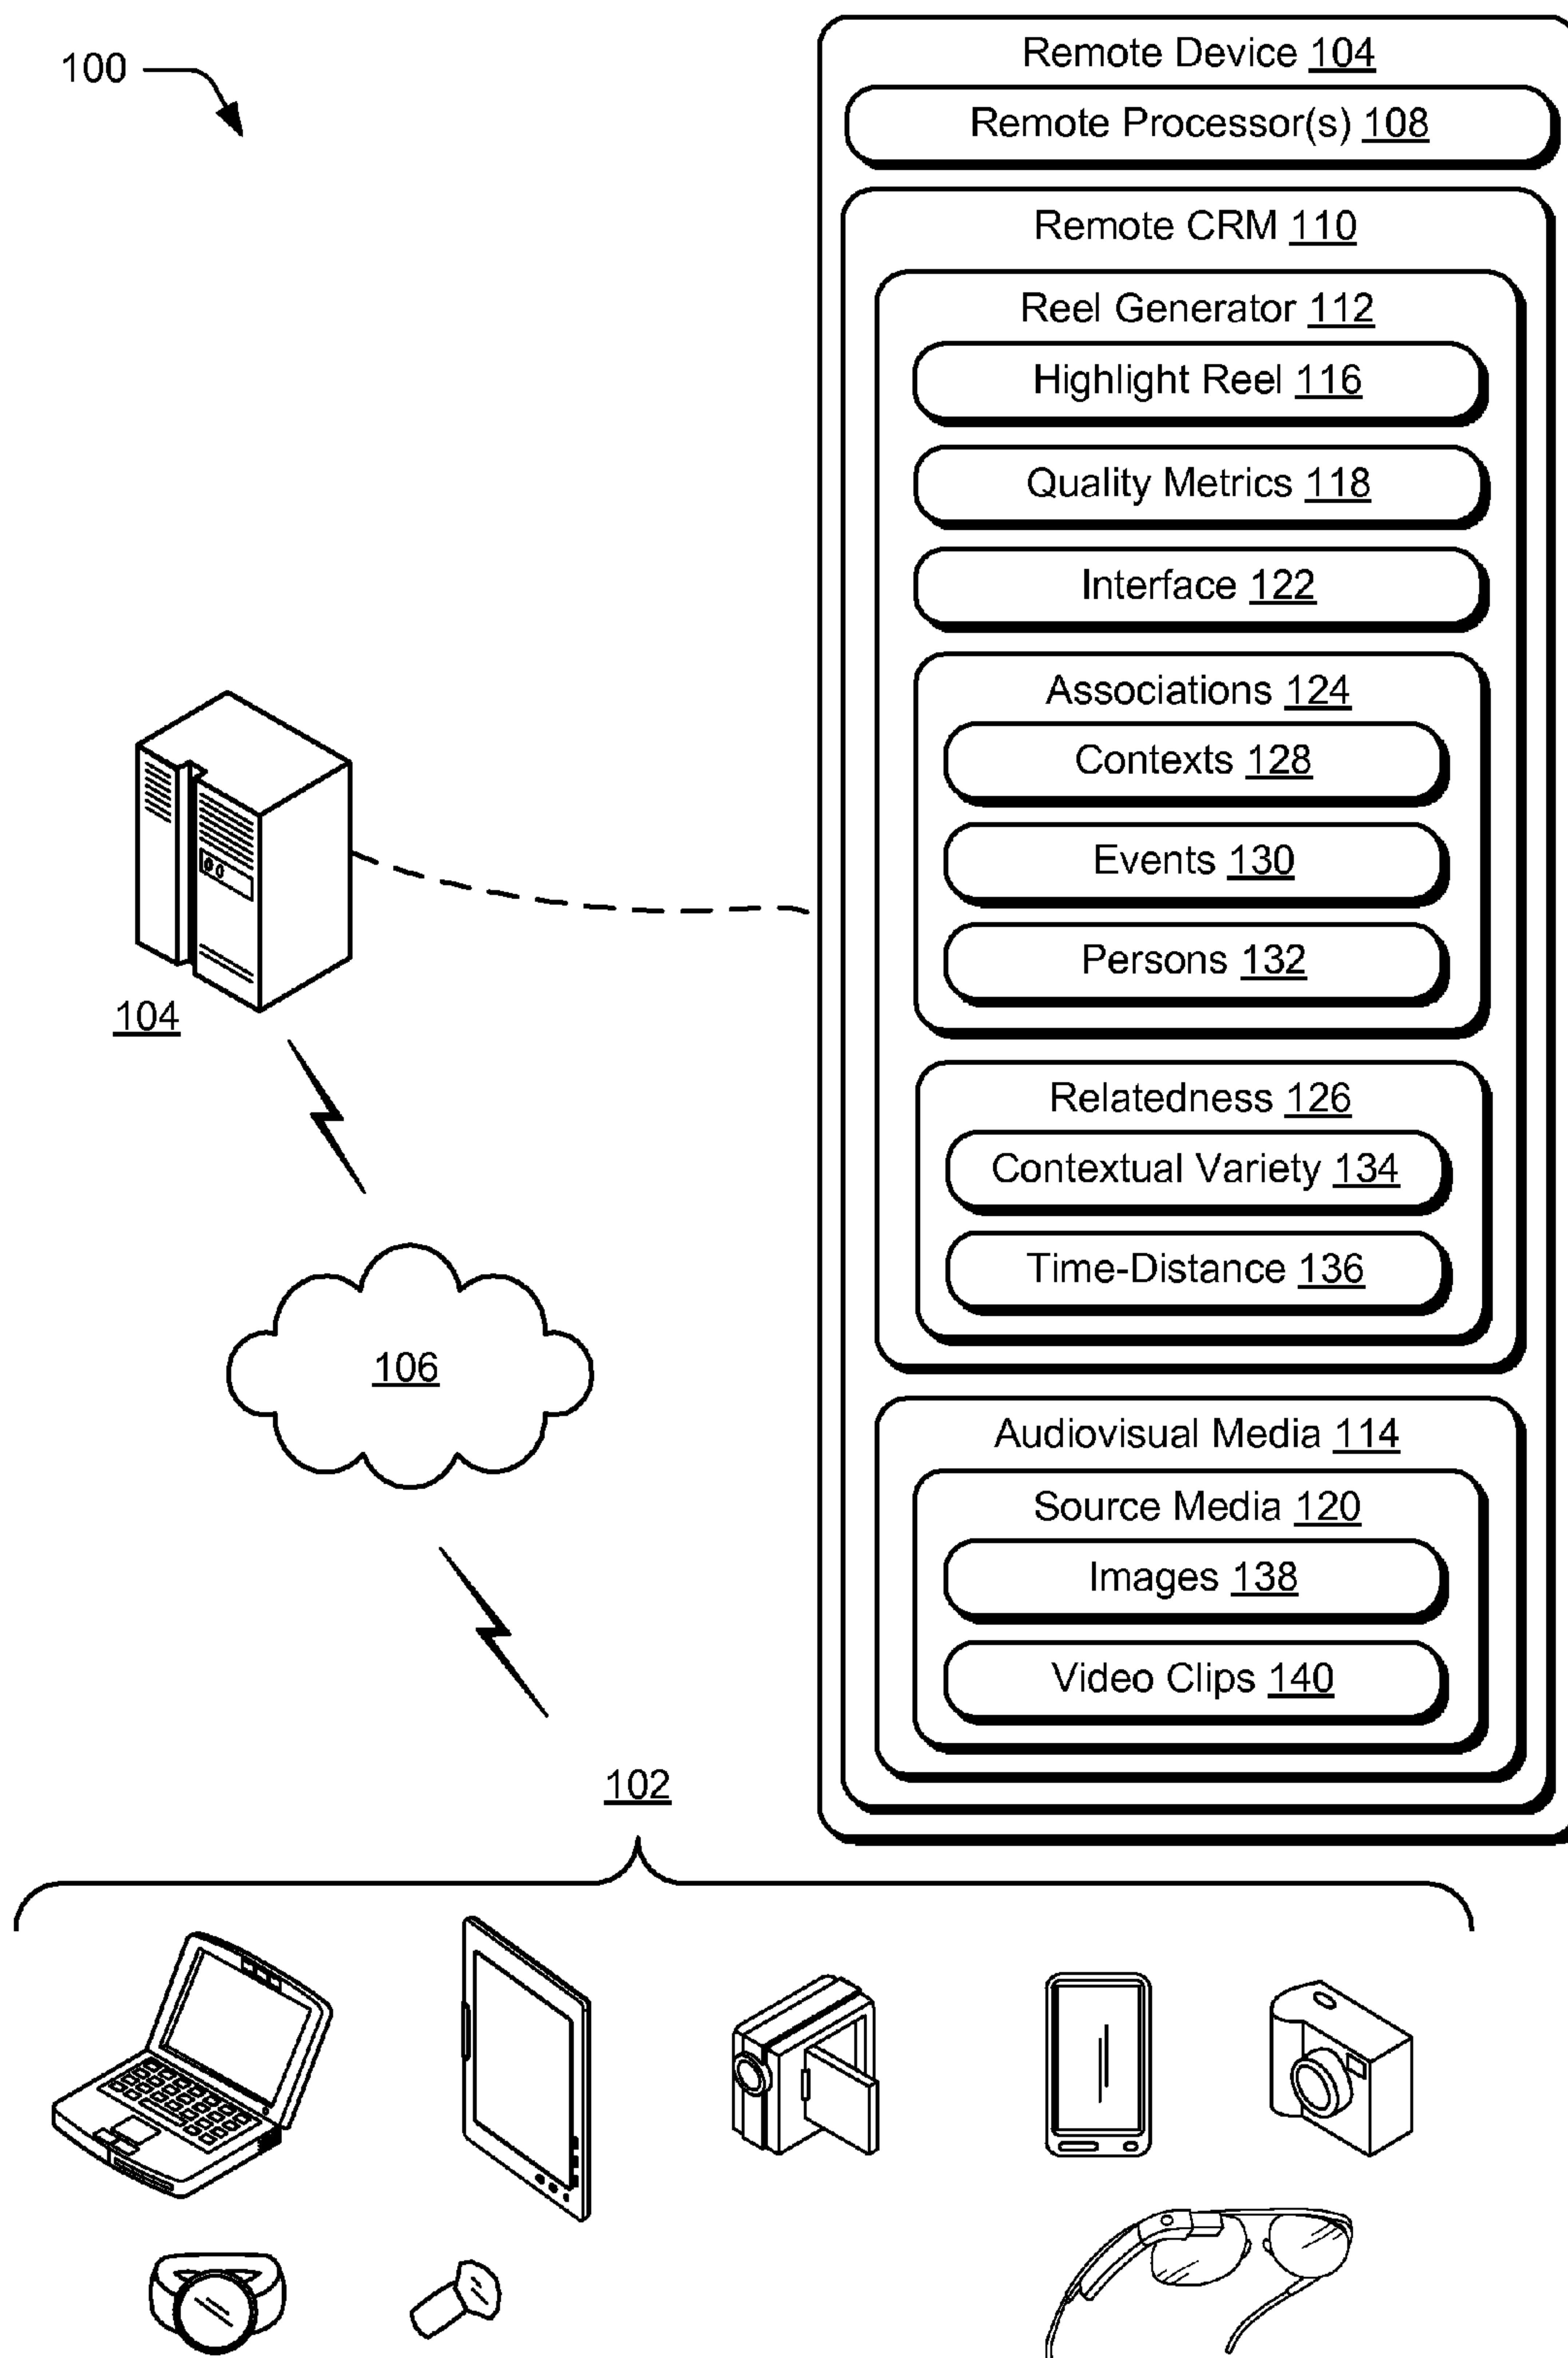 100
Remote Device 104
Remote Processor(s) 108
Remote CRM 110
Reel Generator 112
Highlight Reel 116
Quality Metrics 118
Interface 122
Associations 124
Contexts 128
Events 130
Persons 132
Relatedness 126
Contextual Variety 134
Time-Distance 136
Audiovisual Media 114
Source Media 120
Images 138
Video Clips 140
104
106
102